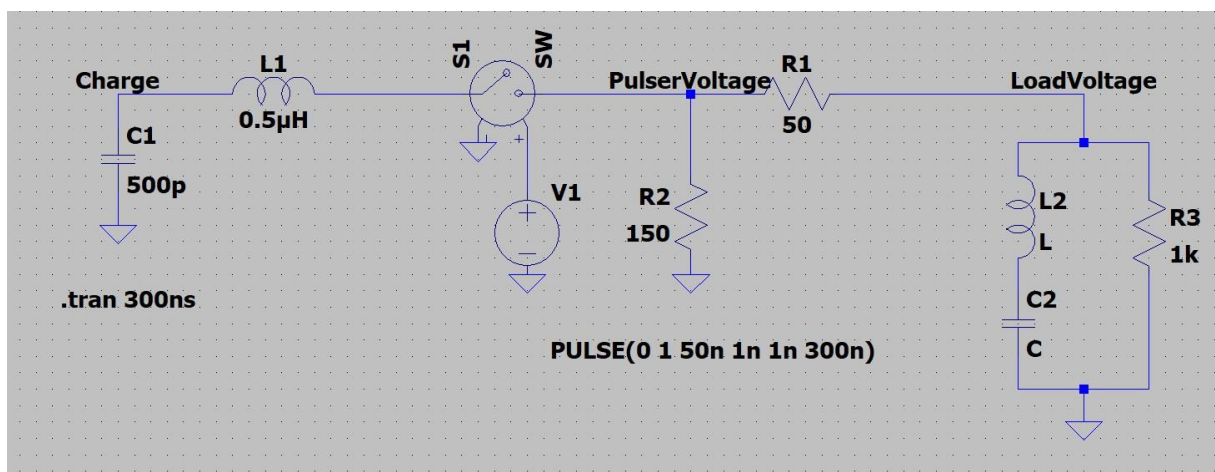 Charge
L1
0.5µH
S1
SW
PulserVoltage
R1
50
LoadVoltage
C1
500p
V1
R2
150
L2
L
R3
1k
C2
C
.tran 300ns
PULSE(0 1 50n 1n 1n 300n)